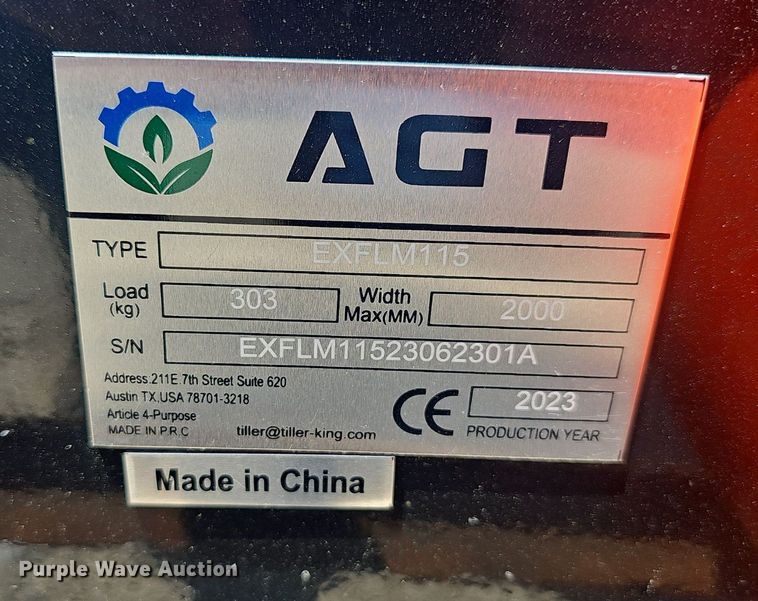 AGT
TYPE EXFLM115
Load (kg) 303 Width Max(MM) 2000
S/N EXFLM11523062301A
Address:211E.7th Street Suite 620
Austin TX,USA 78701-3218
Article 4-Purpose
MADE IN P.R.C tiller@tiller-king.com
CE 2023
PRODUCTION YEAR
Made in China
Purple Wave Auction